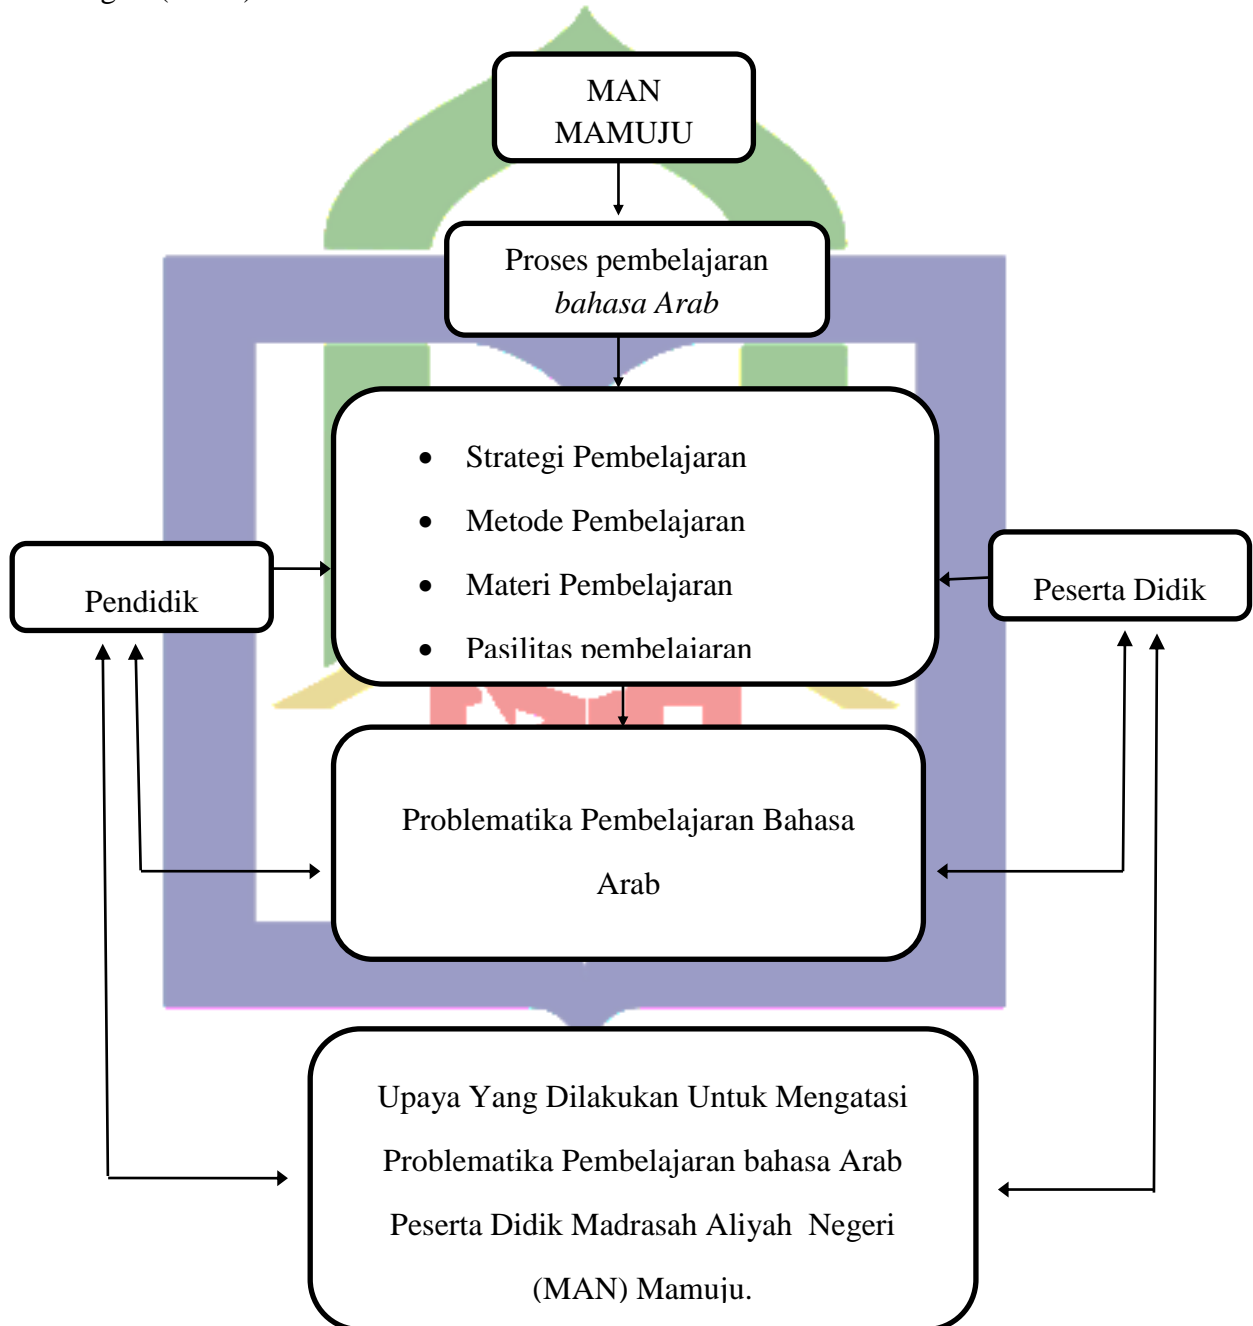 MAN
MAMUJU
Proses pembelajaran
bahasa Arab
• Strategi Pembelajaran
• Metode Pembelajaran
• Materi Pembelajaran
• Pasilitas pembelajaran
Pendidik
Peserta Didik
Problematika Pembelajaran Bahasa
Arab
Upaya Yang Dilakukan Untuk Mengatasi
Problematika Pembelajaran bahasa Arab
Peserta Didik Madrasah Aliyah Negeri
(MAN) Mamuju.